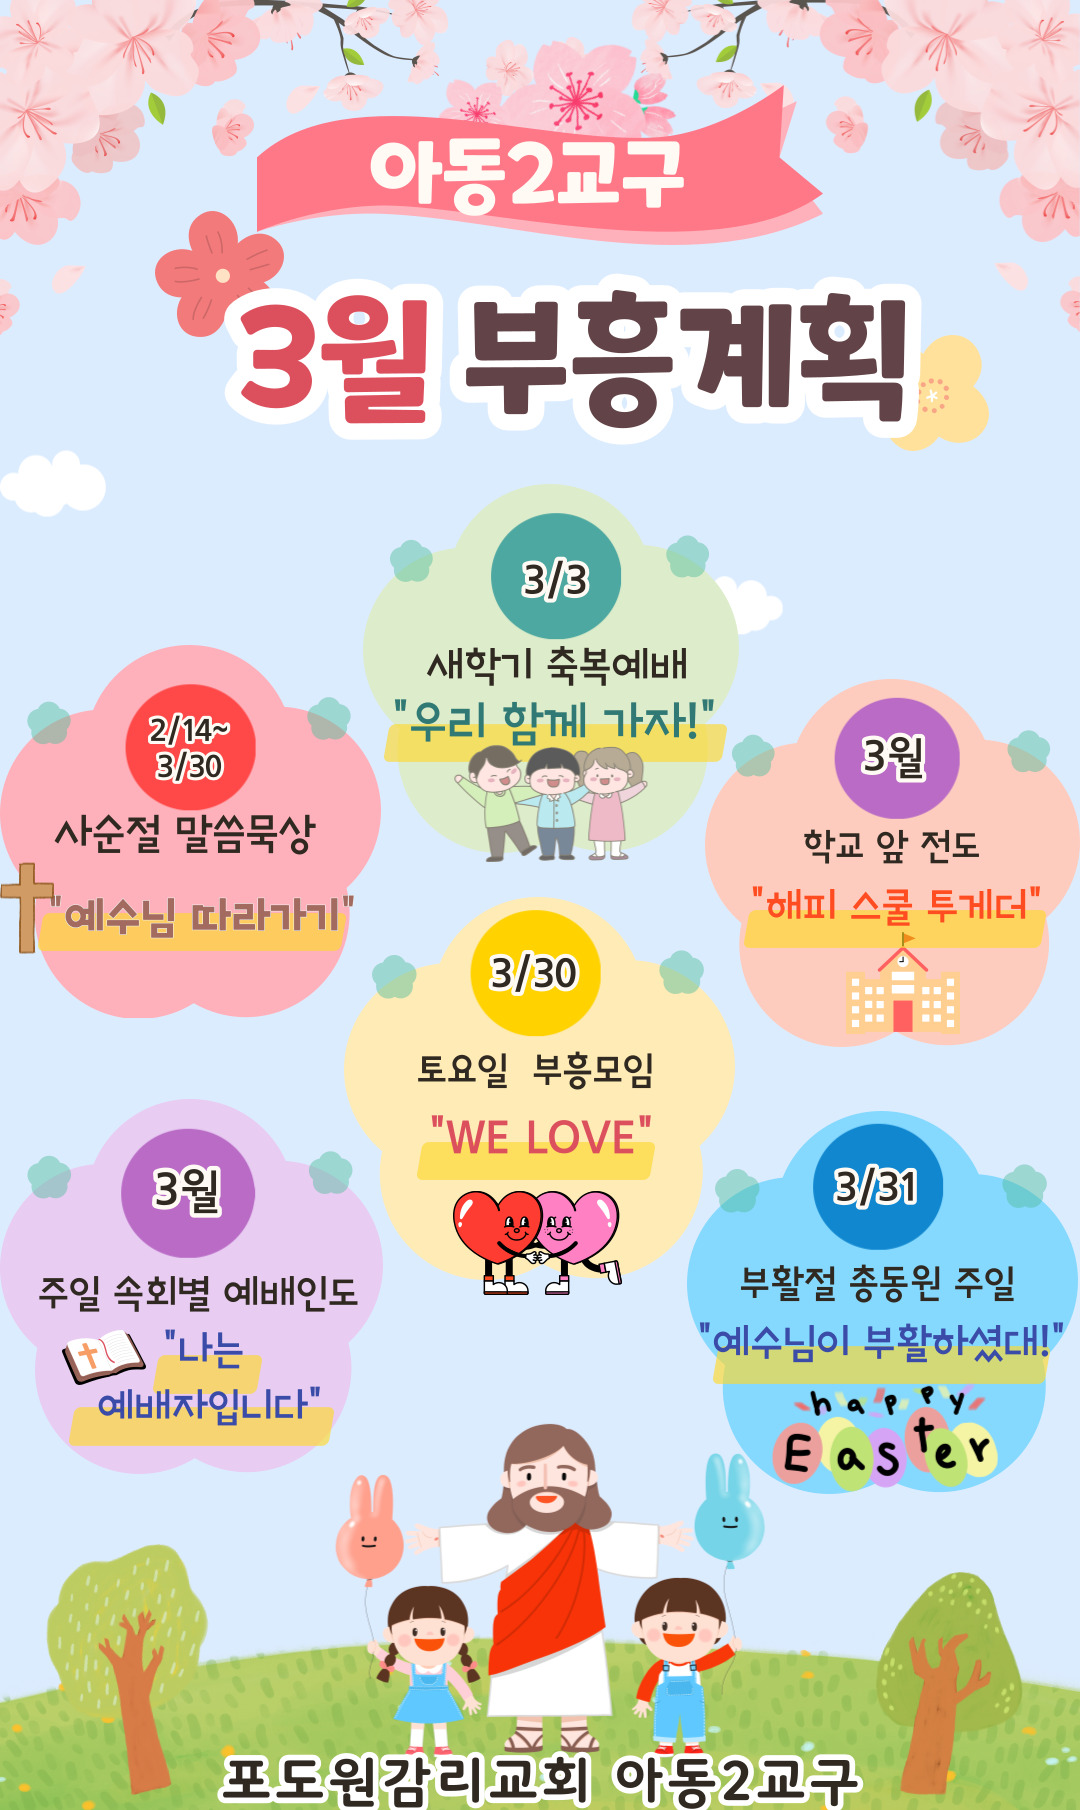 아동2교구
3월 부흥계획
3/3
새학기 축복예배
"우리 함께 가자!"
2/14~
3/30
사순절 말씀묵상
"예수님 따라가기"
3월
학교 앞 전도
"해피 스쿨 투게더"
3/30
토요일 부흥모임
"WE LOVE"
3월
주일 속회별 예배인도
"나는
예배자입니다"
3/31
부활절 총동원 주일
"예수님이 부활하셨대!"
happy
Easter
포도원감리교회 아동2교구